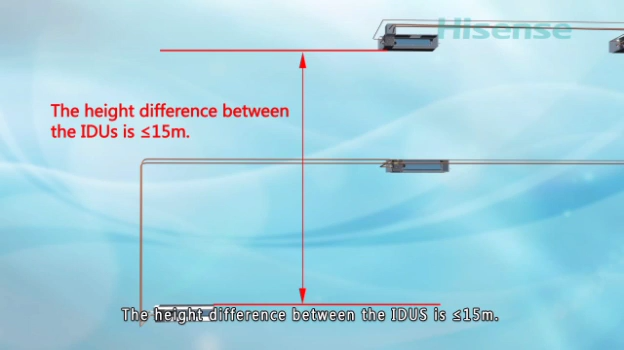 Hisense
The height difference between
the IDUs is ≤15m.
The height difference between the IDUS is ≤15m.